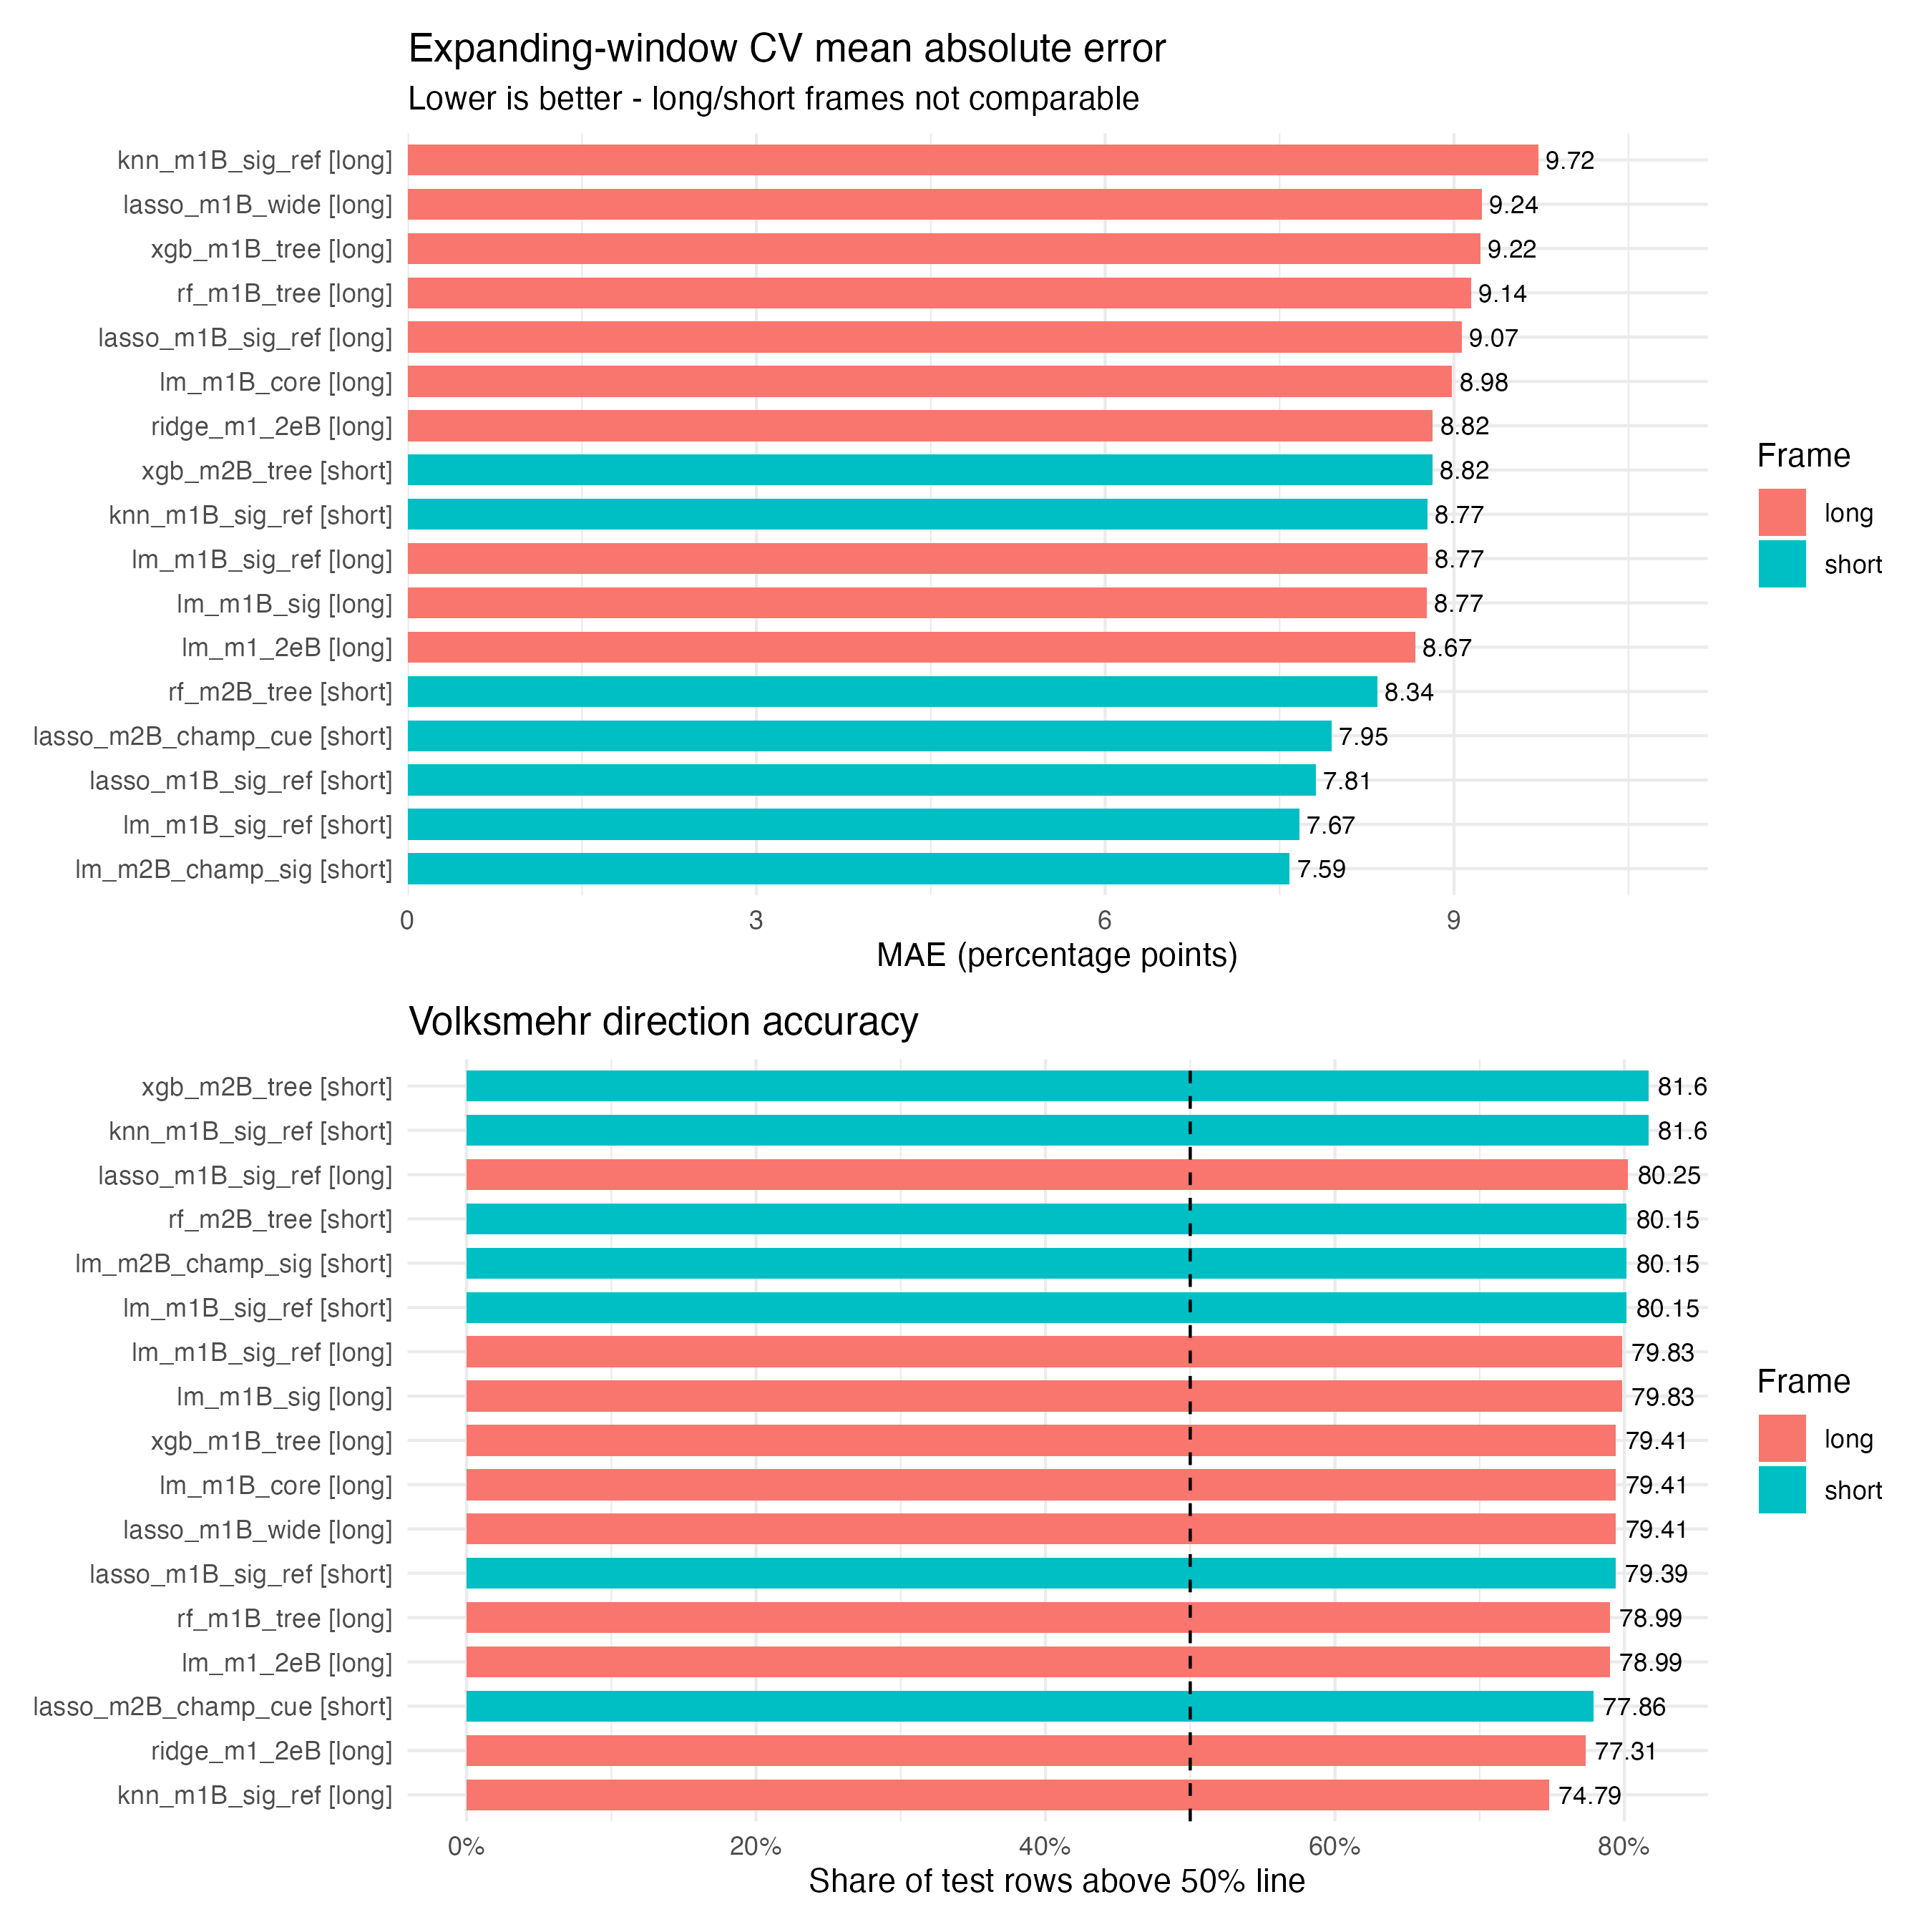 Expanding-window CV mean absolute error
Lower is better - long/short frames not comparable
knn_m1B_sig_ref [long] 9.72
lasso_m1B_wide [long] 9.24
xgb_m1B_tree [long] 9.22
rf_m1B_tree [long] 9.14
lasso_m1B_sig_ref [long] 9.07
lm_m1B_core [long] 8.98
ridge_m1_2eB [long] 8.82
xgb_m2B_tree [short] 8.82
knn_m1B_sig_ref [short] 8.77
lm_m1B_sig_ref [long] 8.77
lm_m1B_sig [long] 8.77
lm_m1_2eB [long] 8.67
rf_m2B_tree [short] 8.34
lasso_m2B_champ_cue [short] 7.95
lasso_m1B_sig_ref [short] 7.81
lm_m1B_sig_ref [short] 7.67
lm_m2B_champ_sig [short] 7.59
0 3 6 9
MAE (percentage points)
Frame
long
short
Volksmehr direction accuracy
xgb_m2B_tree [short] 81.6
knn_m1B_sig_ref [short] 81.6
lasso_m1B_sig_ref [long] 80.25
rf_m2B_tree [short] 80.15
lm_m2B_champ_sig [short] 80.15
lm_m1B_sig_ref [short] 80.15
lm_m1B_sig_ref [long] 79.83
lm_m1B_sig [long] 79.83
xgb_m1B_tree [long] 79.41
lm_m1B_core [long] 79.41
lasso_m1B_wide [long] 79.41
lasso_m1B_sig_ref [short] 79.39
rf_m1B_tree [long] 78.99
lm_m1_2eB [long] 78.99
lasso_m2B_champ_cue [short] 77.86
ridge_m1_2eB [long] 77.31
knn_m1B_sig_ref [long] 74.79
0% 20% 40% 60% 80%
Share of test rows above 50% line
Frame
long
short